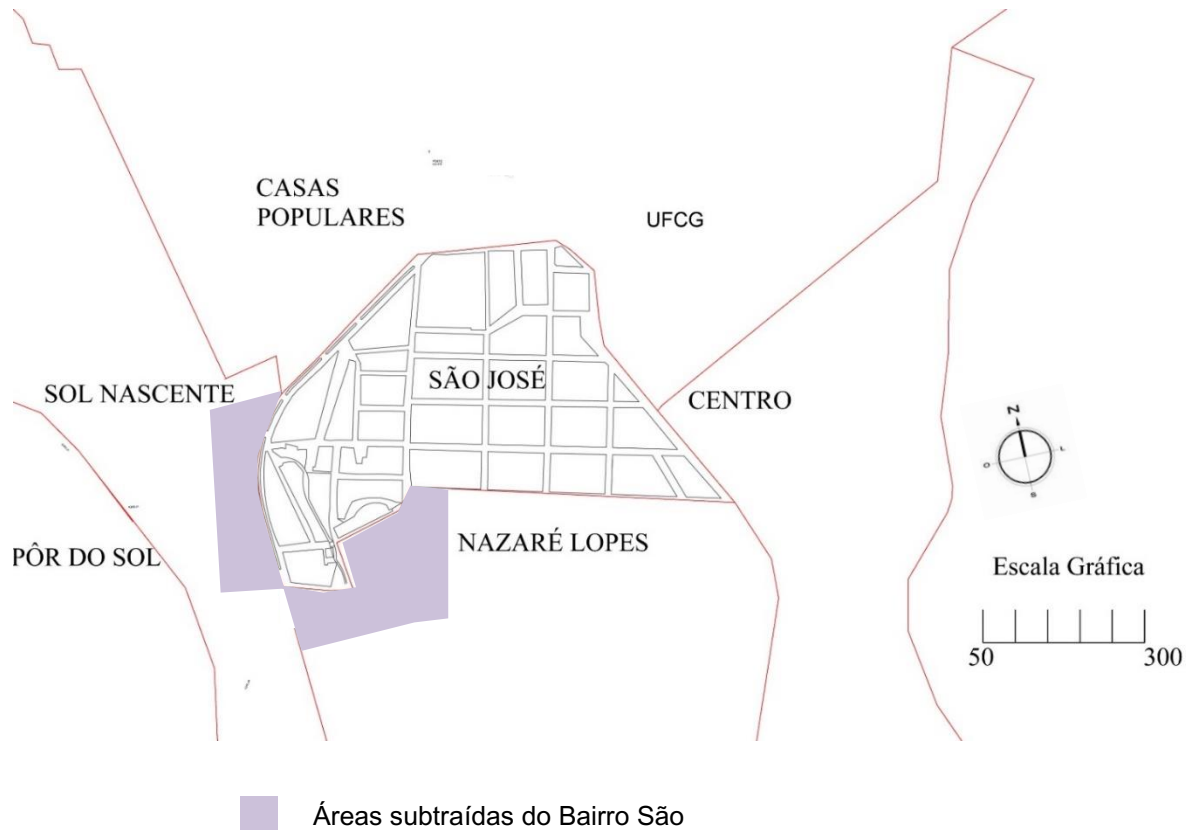 CASAS
POPULARES
UFCG
SOL NASCENTE
SÃO JOSÉ
CENTRO
N
O
L
S
PÔR DO SOL
NAZARÉ LOPES
Escala Gráfica
50
300
Áreas subtraídas do Bairro São